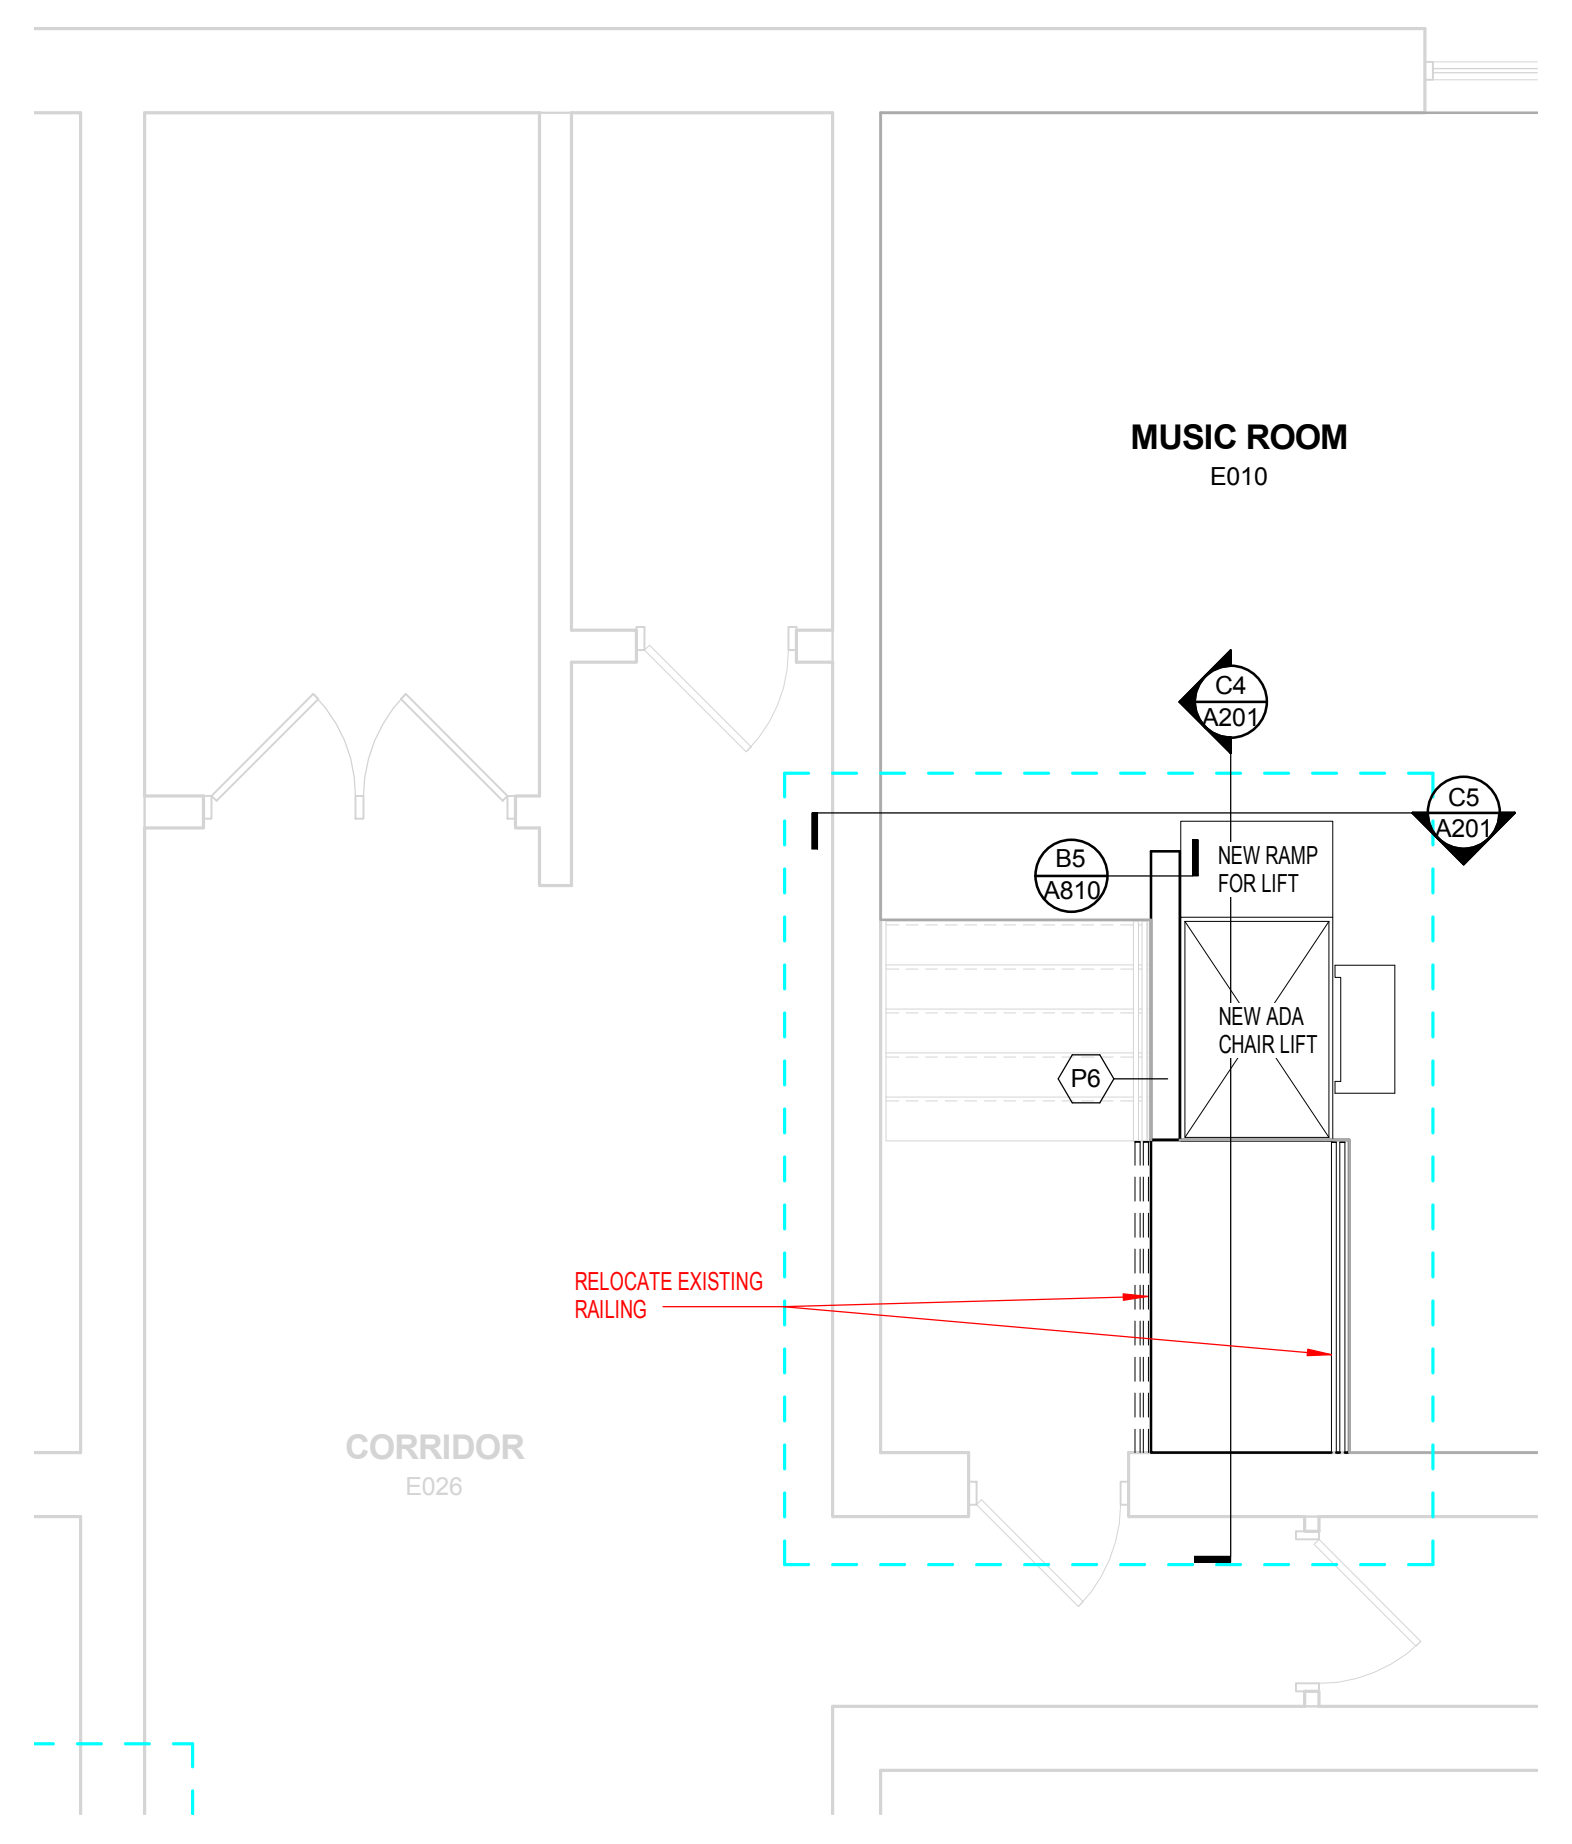 MUSIC ROOM
E010
C4
A201
C5
A201
B5
A810
NEW RAMP
FOR LIFT
NEW ADA
CHAIR LIFT
P6
RELOCATE EXISTING
RAILING
CORRIDOR
E026